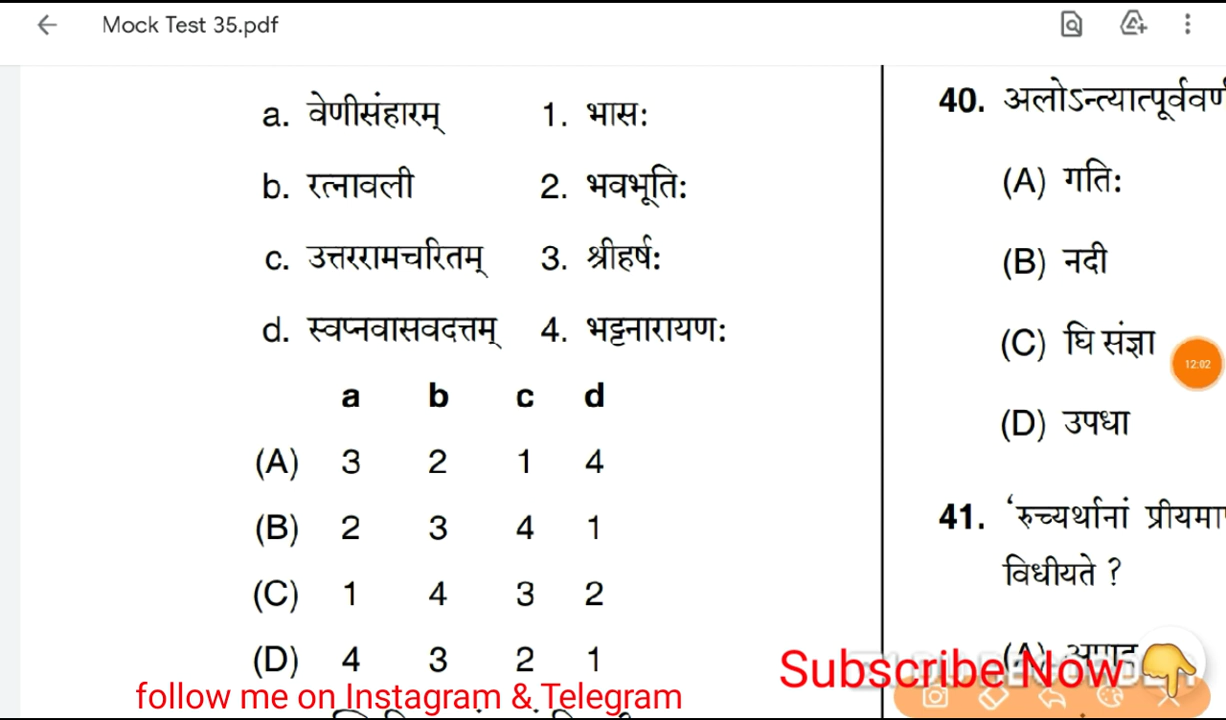 Mock Test 35.pdf
a. वेणीसंहारम् 1. भासः
b. रत्नावली 2. भवभूतिः
c. उत्तररामचरितम् 3. श्रीहर्षः
d. स्वप्नवासवदत्तम् 4. भट्टनारायणः
a b c d
(A) 3 2 1 4
(B) 2 3 4 1
(C) 1 4 3 2
(D) 4 3 2 1
follow me on Instagram & Telegram
40. अलोऽन्त्यात्पूर्ववर्ण
(A) गतिः
(B) नदी
(C) घि संज्ञा
12:02
(D) उपधा
41. ‘रुच्यर्थानां प्रीयमा
विधीयते ?
(A)
Subscribe Now